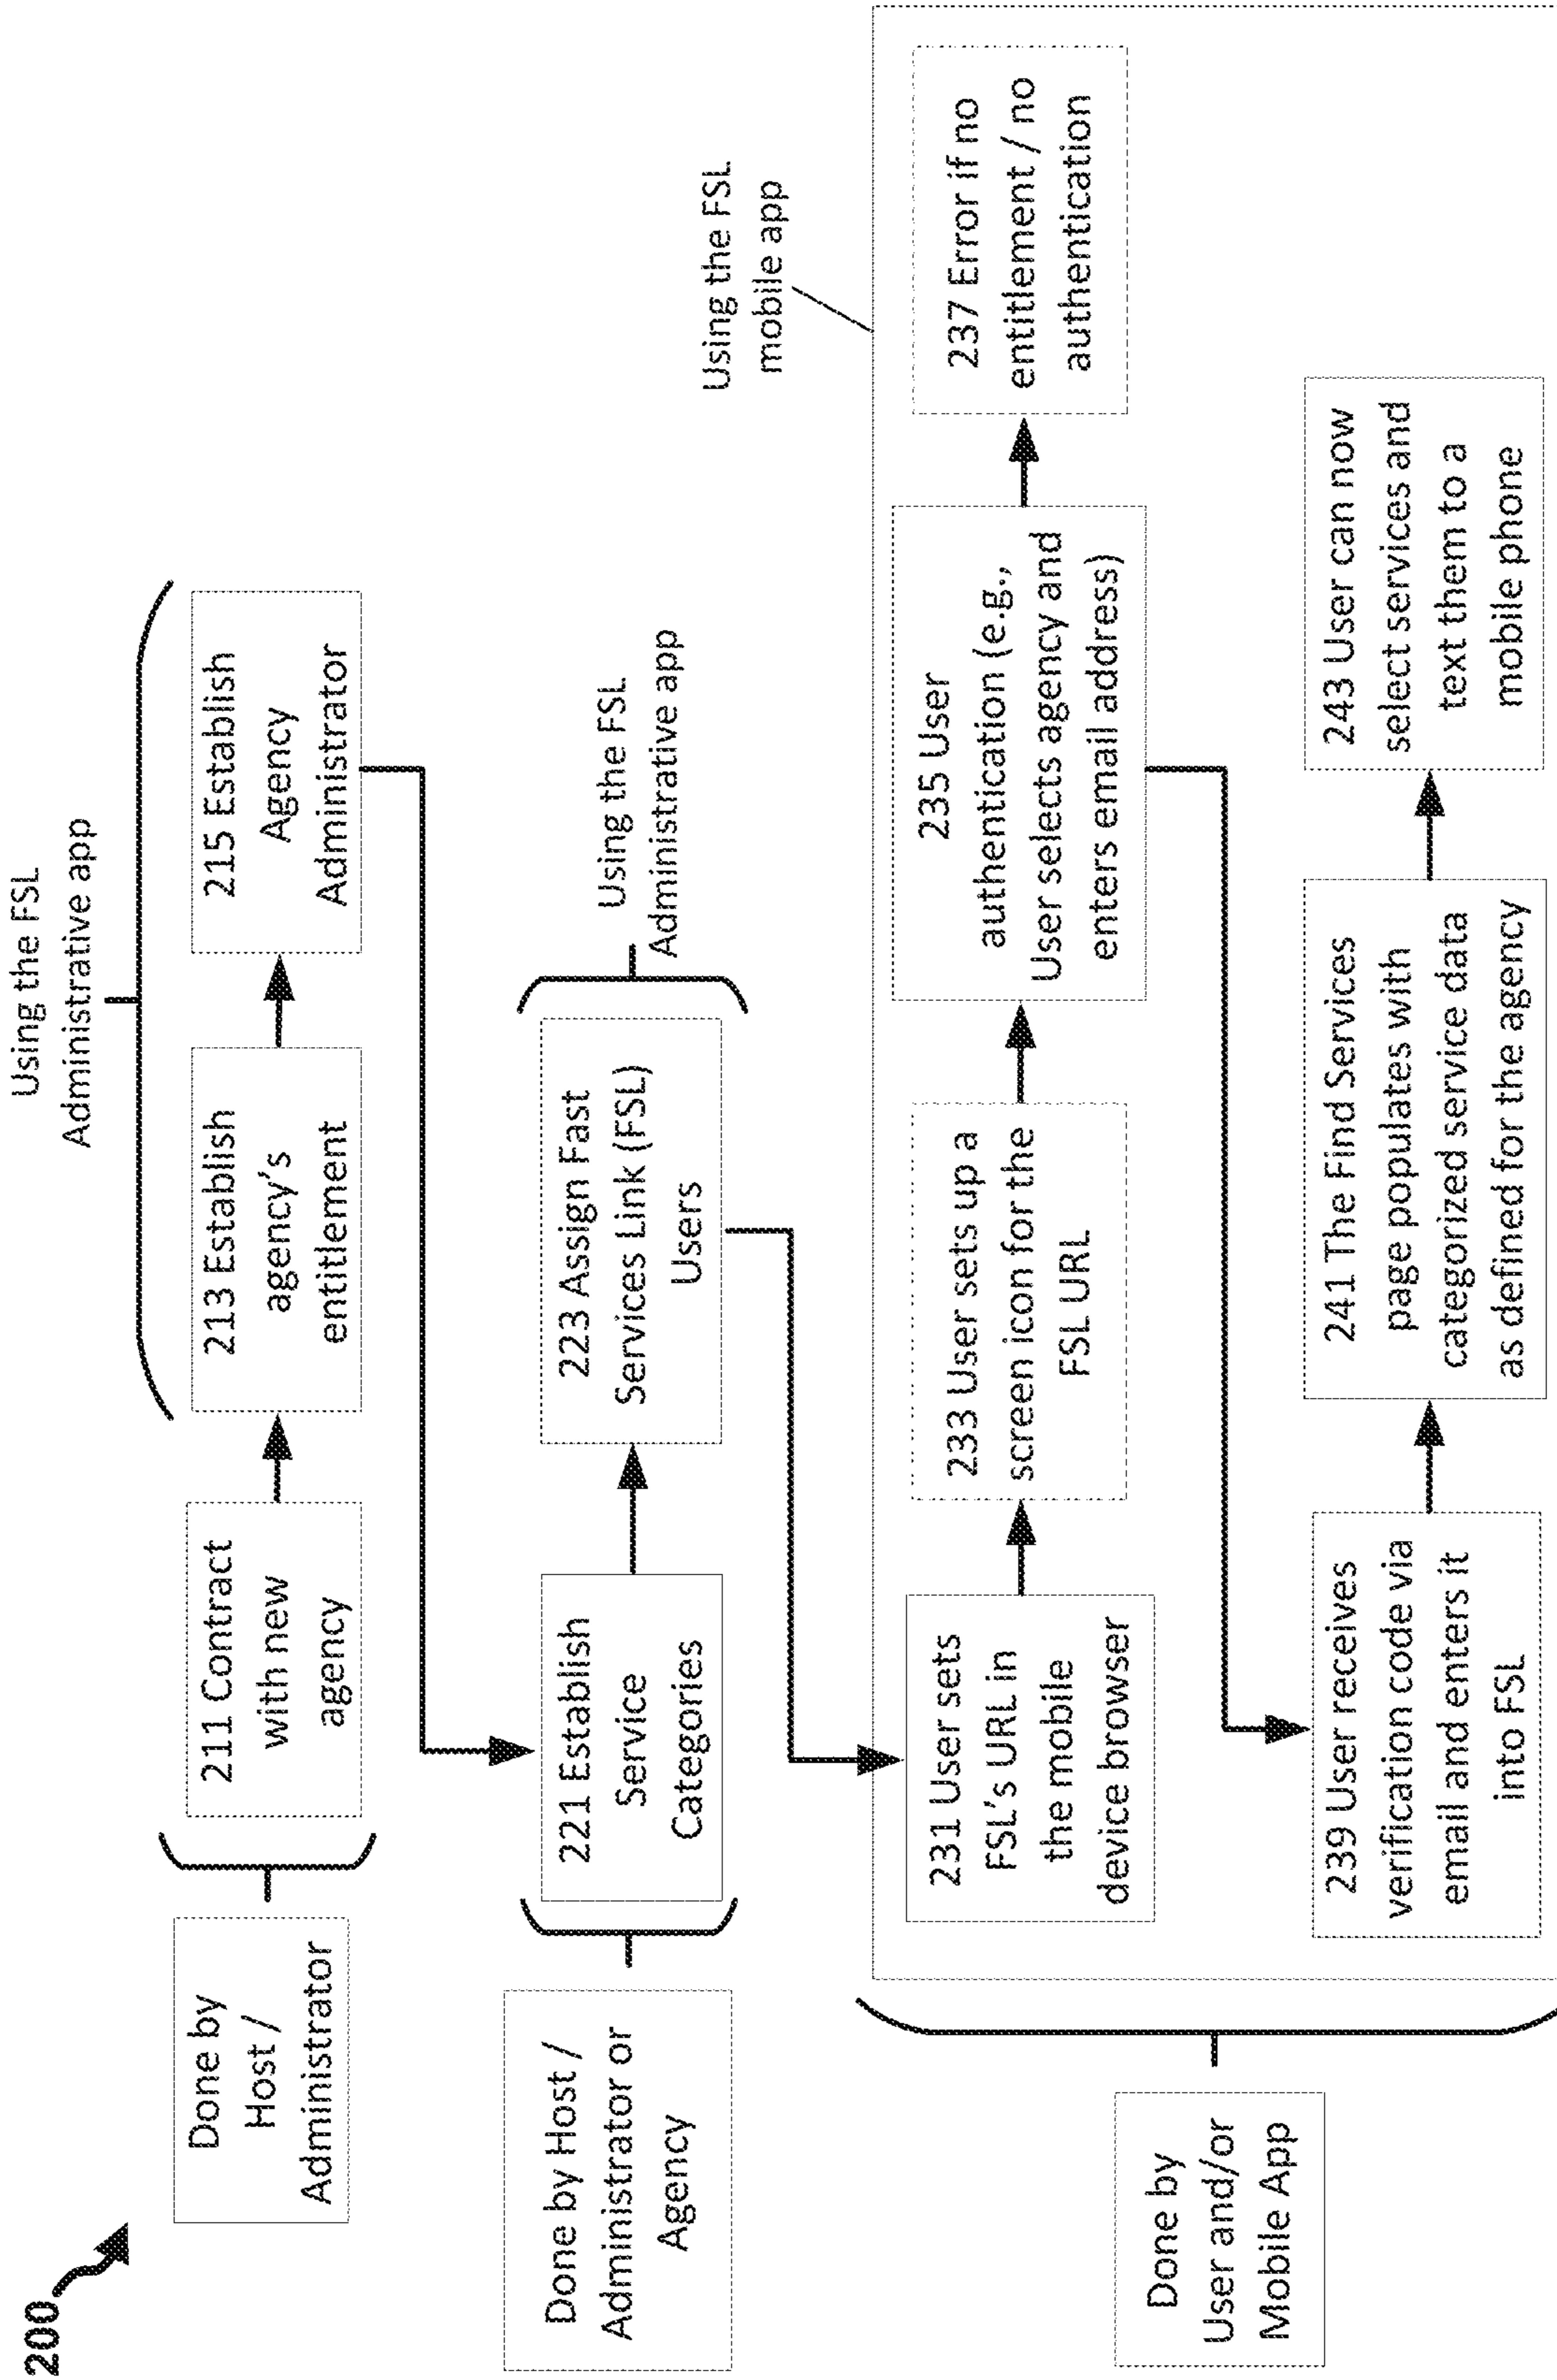 200
Using the FSL
Administrative app
Done by
Host /
Administrator
211 Contract
with new
agency
213 Establish
agency's
entitlement
215 Establish
Agency
Administrator
Done by Host /
Administrator or
Agency
221 Establish
Service
Categories
223 Assign Fast
Services Link (FSL)
Users
Using the FSL
Administrative app
Using the FSL
mobile app
Done by
User and/or
Mobile App
231 User sets
FSL's URL in
the mobile
device browser
233 User sets up a
screen icon for the
FSL URL
235 User
authentication (e.g.,
User selects agency and
enters email address)
237 Error if no
entitlement / no
authentication
239 User receives
verification code via
email and enters it
into FSL
241 The Find Services
page populates with
categorized service data
as defined for the agency
243 User can now
select services and
text them to a
mobile phone